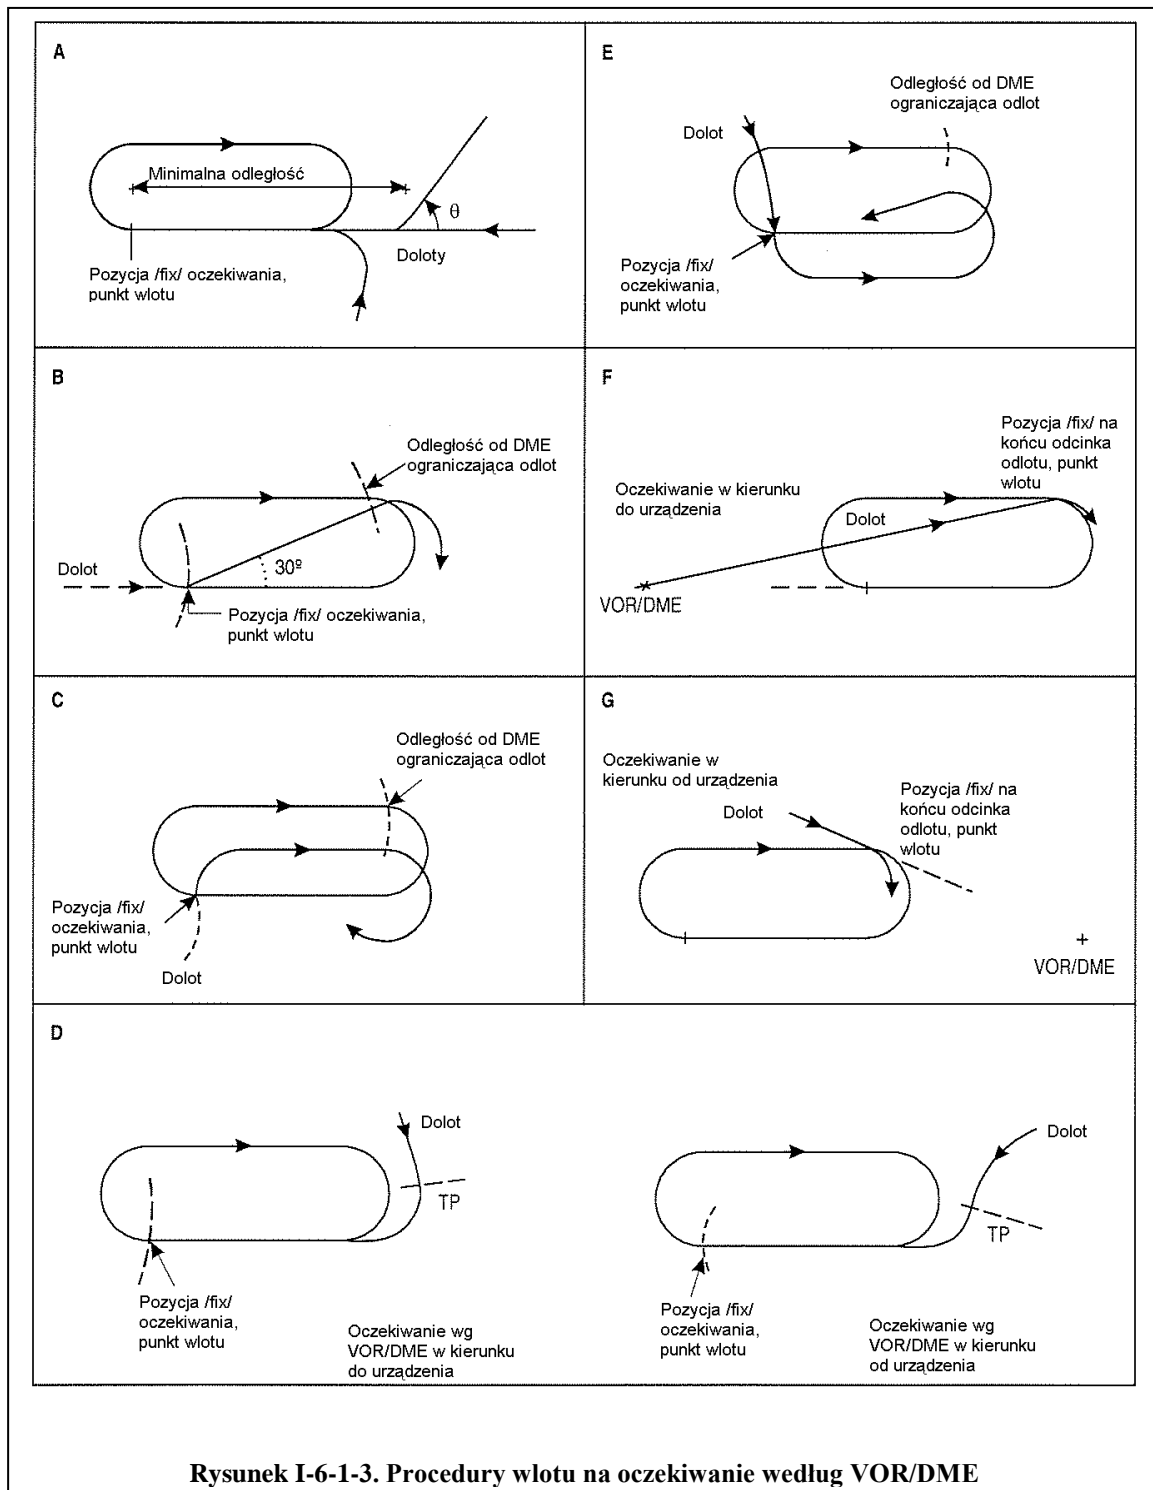 A
Minimalna odległość
θ
Doloty
Pozycja /fix/ oczekiwania,
punkt wlotu
B
Odległość od DME
ograniczająca odlot
Dolot
30º
Pozycja /fix/ oczekiwania,
punkt wlotu
C
Odległość od DME
ograniczająca odlot
Pozycja /fix/
oczekiwania,
punkt wlotu
Dolot
E
Odległość od DME
ograniczająca odlot
Dolot
Pozycja /fix/
oczekiwania,
punkt wlotu
F
Pozycja /fix/ na
końcu odcinka
odlotu, punkt
wlotu
Oczekiwanie w kierunku
do urządzenia
Dolot
VOR/DME
G
Oczekiwanie w
kierunku od urządzenia
Pozycja /fix/ na
końcu odcinka
odlotu, punkt
wlotu
Dolot
VOR/DME
D
Dolot
TP
Pozycja /fix/
oczekiwania,
punkt wlotu
Oczekiwanie wg
VOR/DME w kierunku
do urządzenia
Dolot
TP
Pozycja /fix/
oczekiwania,
punkt wlotu
Oczekiwanie wg
VOR/DME w kierunku
od urządzenia
Rysunek I-6-1-3. Procedury wlotu na oczekiwanie według VOR/DME